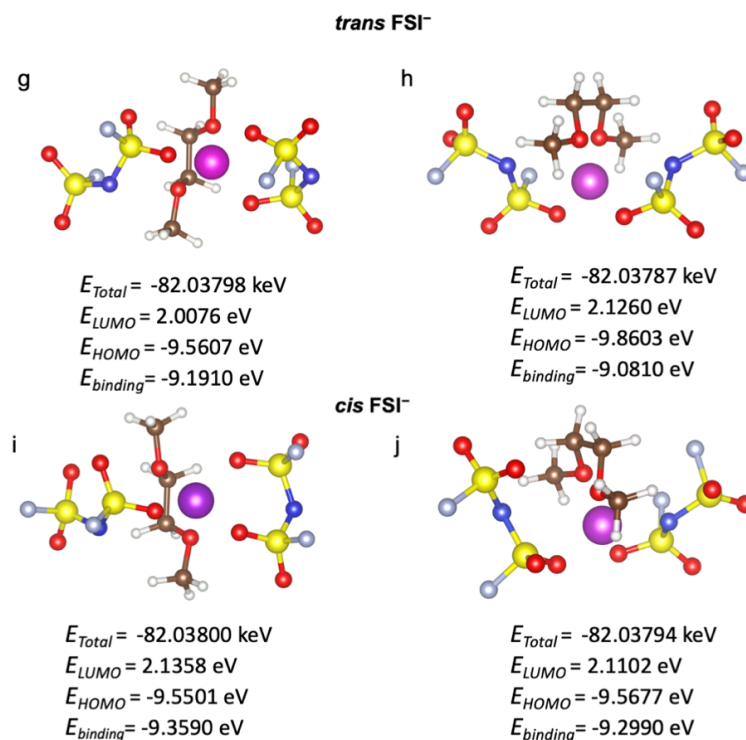 trans FSI⁻
g
h
E_Total = -82.03798 keV
E_LUMO = 2.0076 eV
E_HOMO = -9.5607 eV
E_binding = -9.1910 eV
E_Total = -82.03787 keV
E_LUMO = 2.1260 eV
E_HOMO = -9.8603 eV
E_binding = -9.0810 eV
cis FSI⁻
i
j
E_Total = -82.03800 keV
E_LUMO = 2.1358 eV
E_HOMO = -9.5501 eV
E_binding = -9.3590 eV
E_Total = -82.03794 keV
E_LUMO = 2.1102 eV
E_HOMO = -9.5677 eV
E_binding = -9.2990 eV